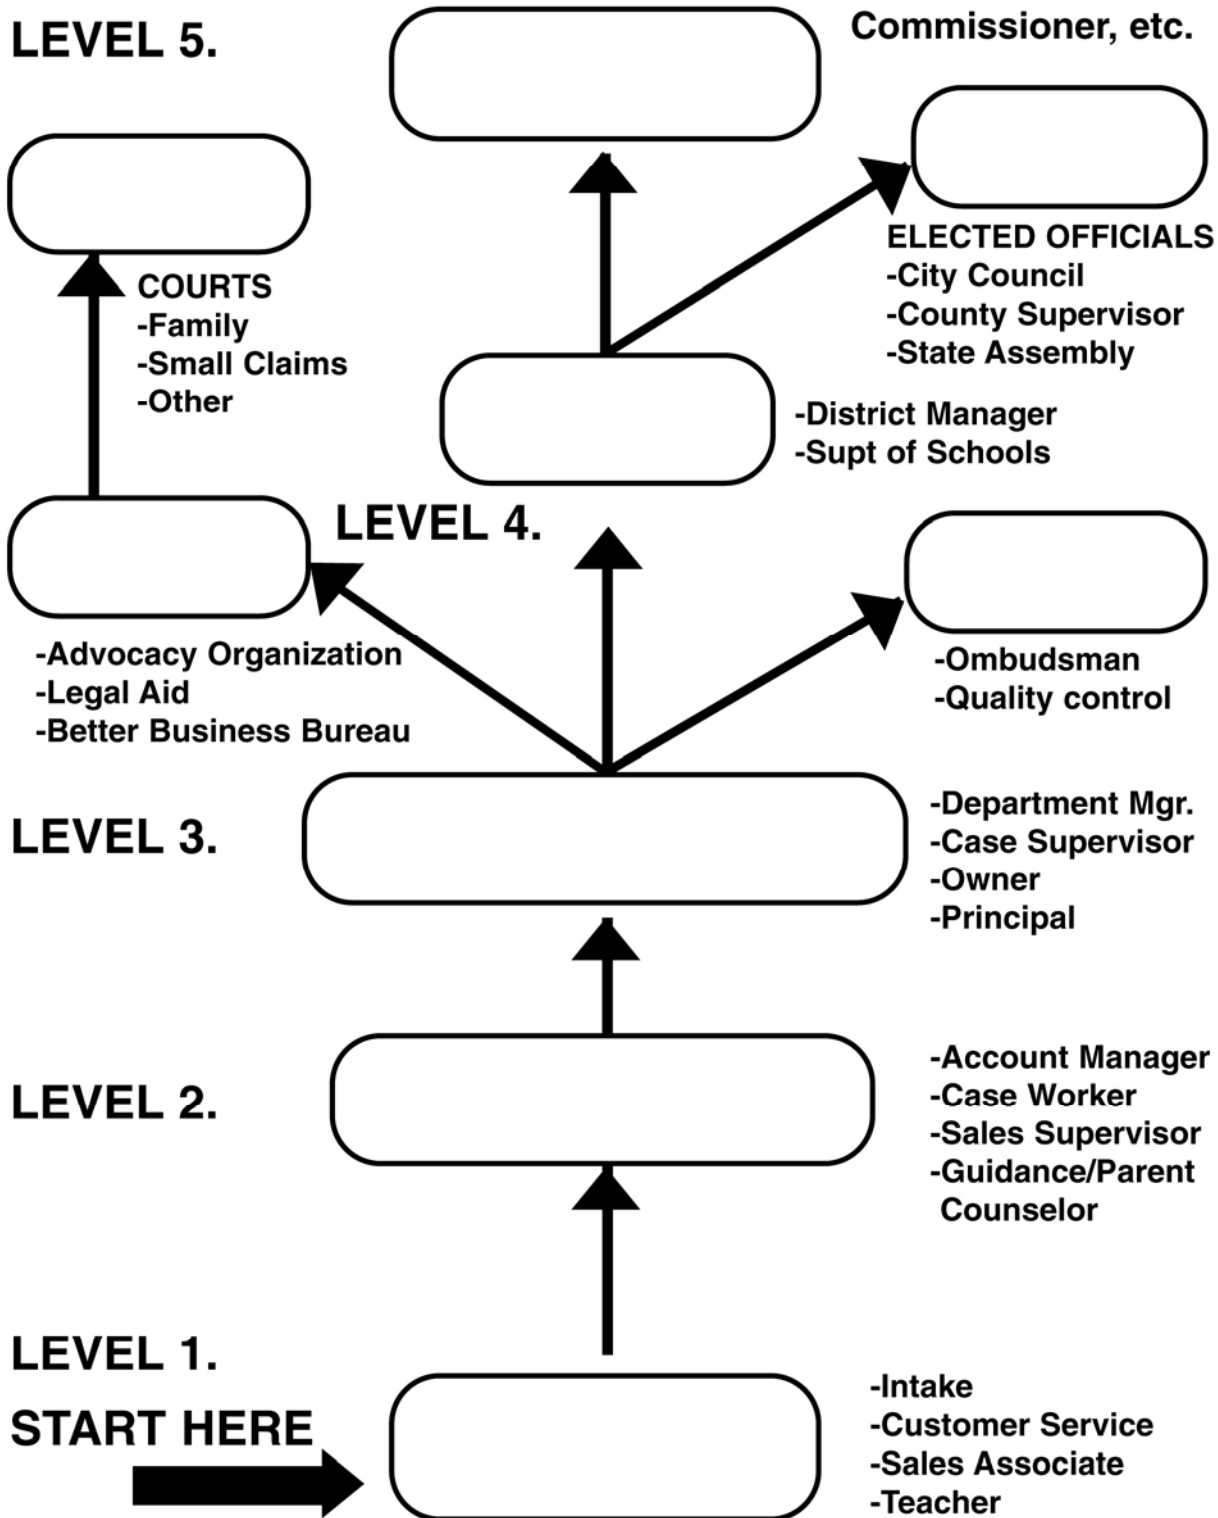 LEVEL 5.
Commissioner, etc.
ELECTED OFFICIALS
-City Council
-County Supervisor
-State Assembly
COURTS
-Family
-Small Claims
-Other
-District Manager
-Supt of Schools
LEVEL 4.
-Advocacy Organization
-Legal Aid
-Better Business Bureau
-Ombudsman
-Quality control
LEVEL 3.
-Department Mgr.
-Case Supervisor
-Owner
-Principal
LEVEL 2.
-Account Manager
-Case Worker
-Sales Supervisor
-Guidance/Parent
Counselor
LEVEL 1.
START HERE
-Intake
-Customer Service
-Sales Associate
-Teacher